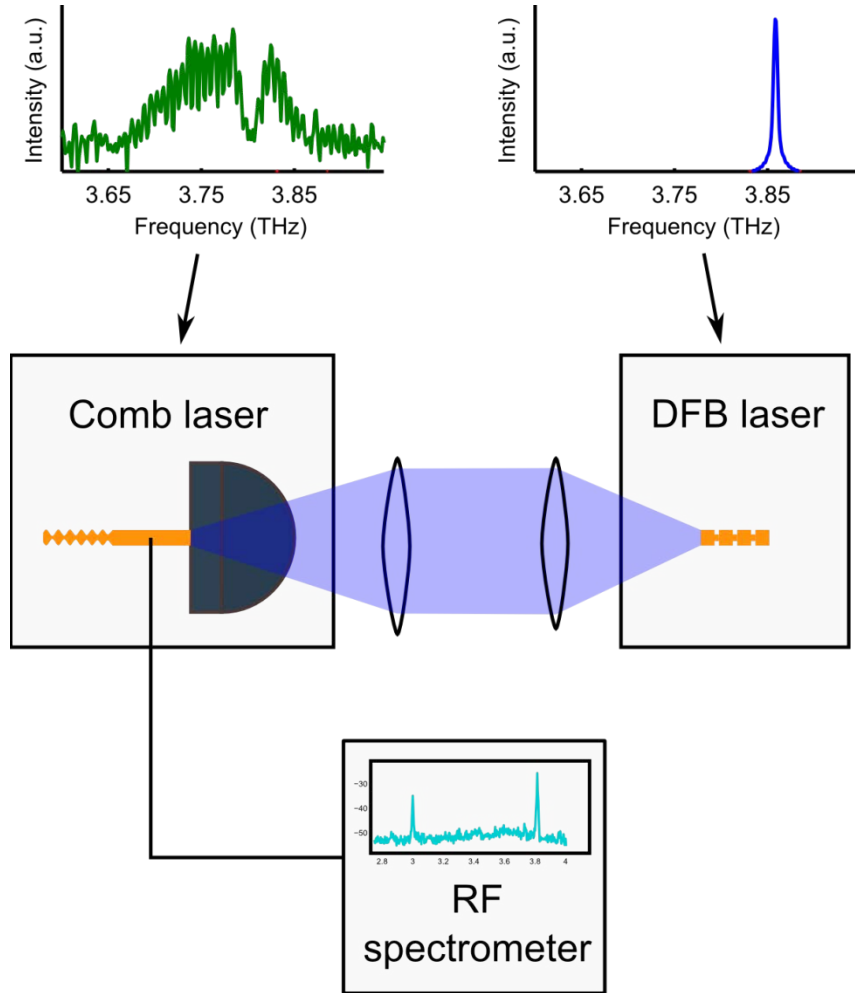 Intensity (a.u.)
3.65 3.75 3.85
Frequency (THz)
Intensity (a.u.)
3.65 3.75 3.85
Frequency (THz)
Comb laser
DFB laser
−30
−40
−50
2.8 3 3.2 3.4 3.6 3.8 4
RF
spectrometer